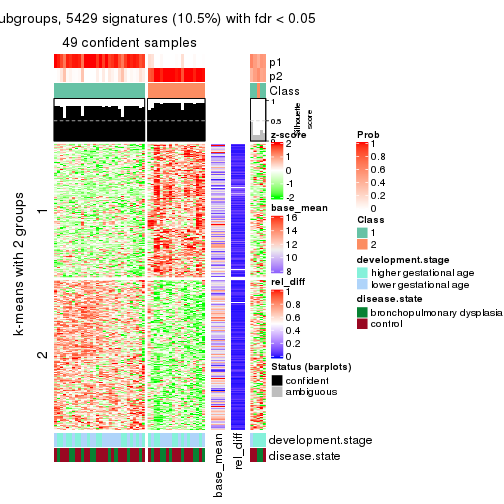 ubgroups, 5429 signatures (10.5%) with fdr < 0.05
49 confident samples
p1
p2
Class
1
0.5
0
Silhouette
score
k-means with 2 groups
1
2
z-score
2
1
0
-1
-2
base_mean
16
14
12
10
8
rel_diff
1
0.8
0.6
0.4
0.2
0
Status (barplots)
confident
ambiguous
Prob
1
0.8
0.6
0.4
0.2
0
Class
1
2
development.stage
higher gestational age
lower gestational age
disease.state
bronchopulmonary dysplasia
control
development.stage
disease.state
base_mean
rel_diff